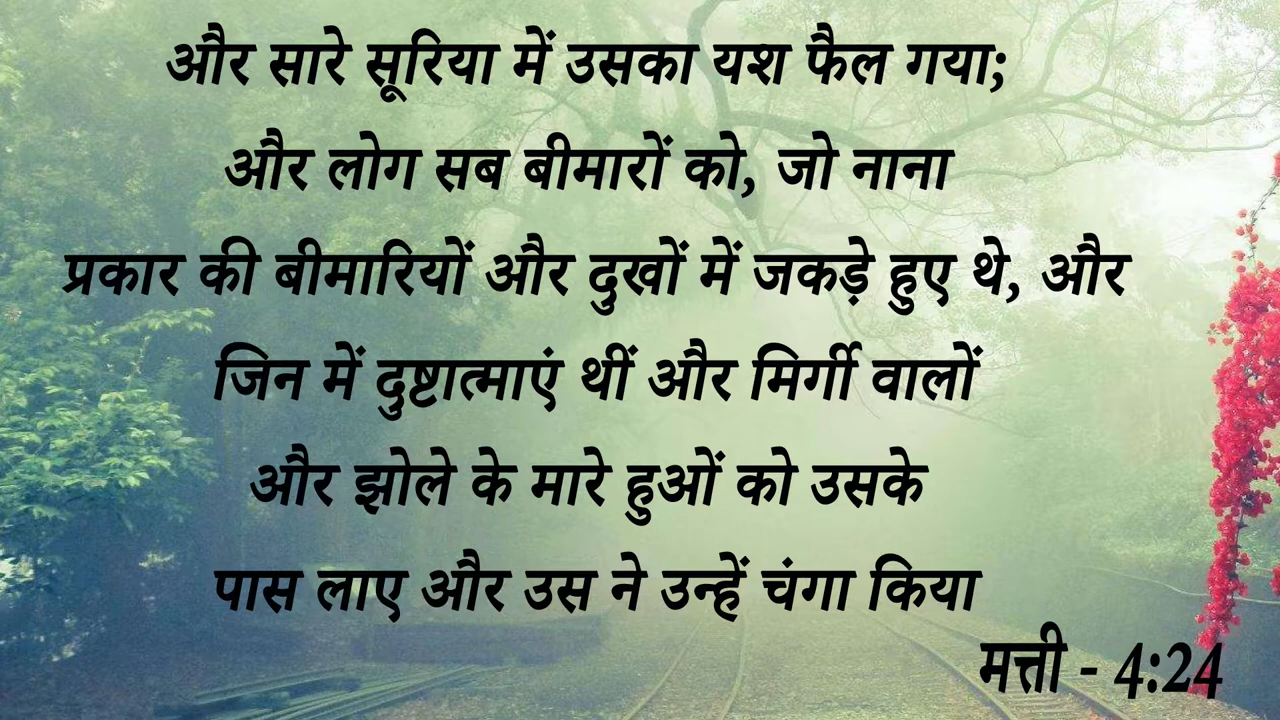 और सारे सूरिया में उसका यश फैल गया;
और लोग सब बीमारों को, जो नाना
प्रकार की बीमारियों और दुखों में जकड़े हुए थे, और
जिन में दुष्टात्माएं थीं और मिर्गी वालों
और झोले के मारे हुओं को उसके
पास लाए और उस ने उन्हें चंगा किया
मत्ती - 4:24